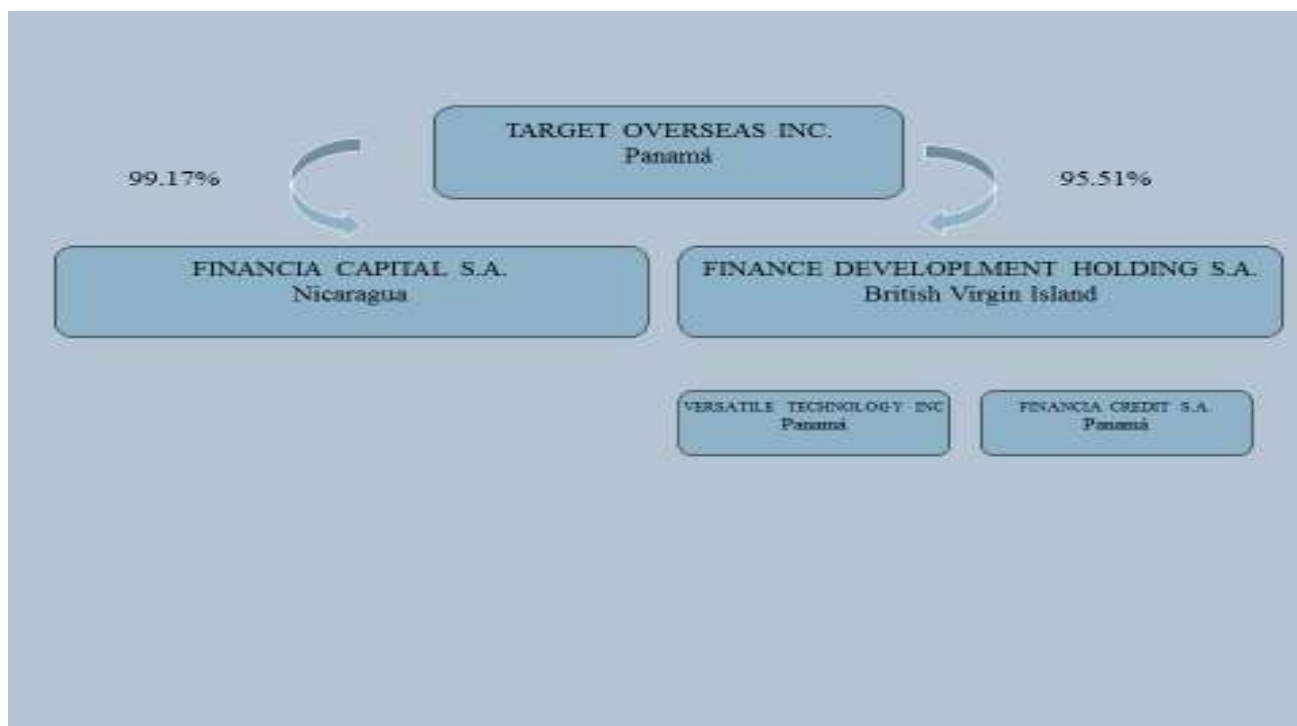 TARGET OVERSEAS INC.
Panamá
99.17%
95.51%
FINANCIA CAPITAL S.A.
Nicaragua
FINANCE DEVELOPLMENT HOLDING S.A.
British Virgin Island
VERSATILE TECHNOLOGY INC
Panamá
FINANCIA CREDIT S.A.
Panamá